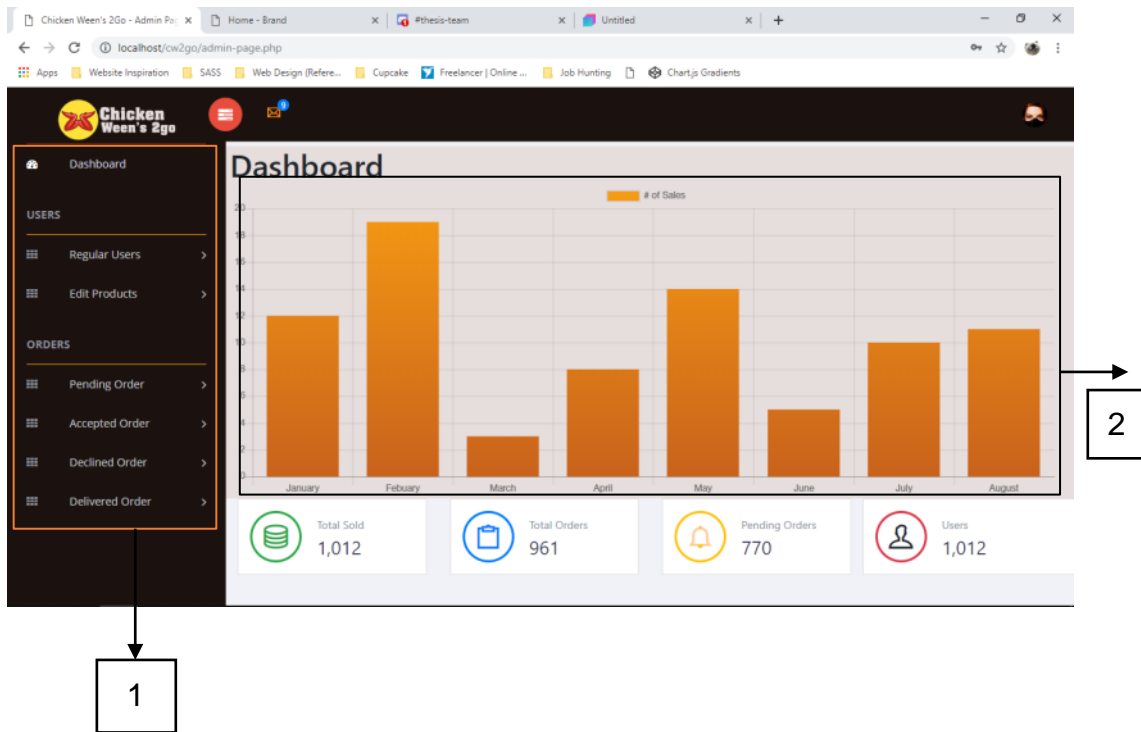 Chicken Ween's 2Go - Admin Pa
Home - Brand
#thesis-team
Untitled
localhost/cw2go/admin-page.php
Apps
Website Inspiration
SASS
Web Design (Refere...
Cupcake
Freelancer | Online ...
Job Hunting
Chart.js Gradients
Chicken
Ween's 2go
9
Dashboard
USERS
Regular Users
Edit Products
ORDERS
Pending Order
Accepted Order
Declined Order
Delivered Order
Dashboard
# of Sales
20
18
16
14
12
10
8
6
4
2
0
January
Febuary
March
April
May
June
July
August
Total Sold
1,012
Total Orders
961
Pending Orders
770
Users
1,012
2
1